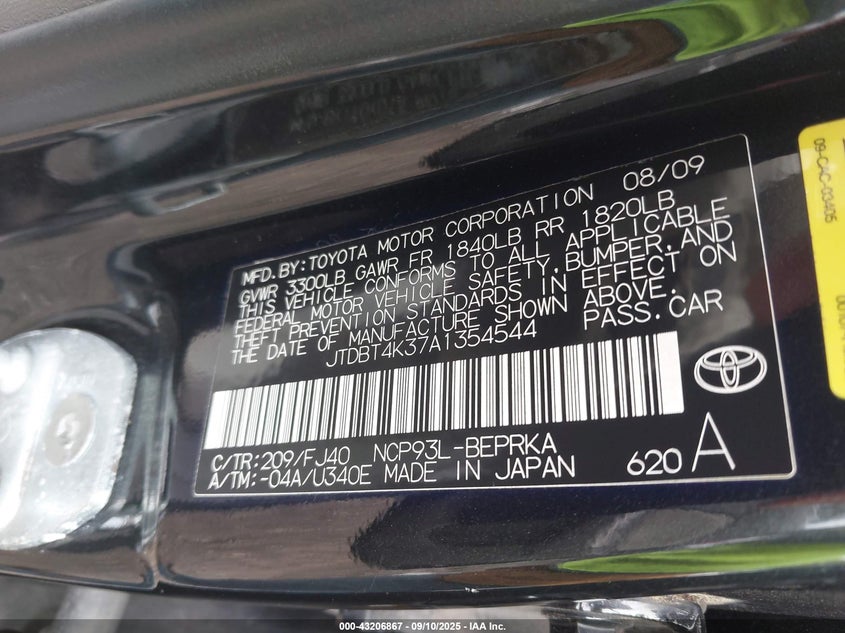 MFD.BY:TOYOTA MOTOR CORPORATION 08/09
GVWR 3300LB GAWR FR 1840LB RR 1820LB
THIS VEHICLE CONFORMS TO ALL APPLICABLE
FEDERAL MOTOR VEHICLE SAFETY,BUMPER,AND
THEFT PREVENTION STANDARDS IN EFFECT ON
THE DATE OF MANUFACTURE SHOWN ABOVE.
JTDBT4K37A1354544 PASS.CAR
C/TR:209/FJ40 NCP93L-BEPRKA
A/TM:-04A/U340E MADE IN JAPAN 620 A
09-CAC-03405
000-43206867 - 09/10/2025 - IAA Inc.